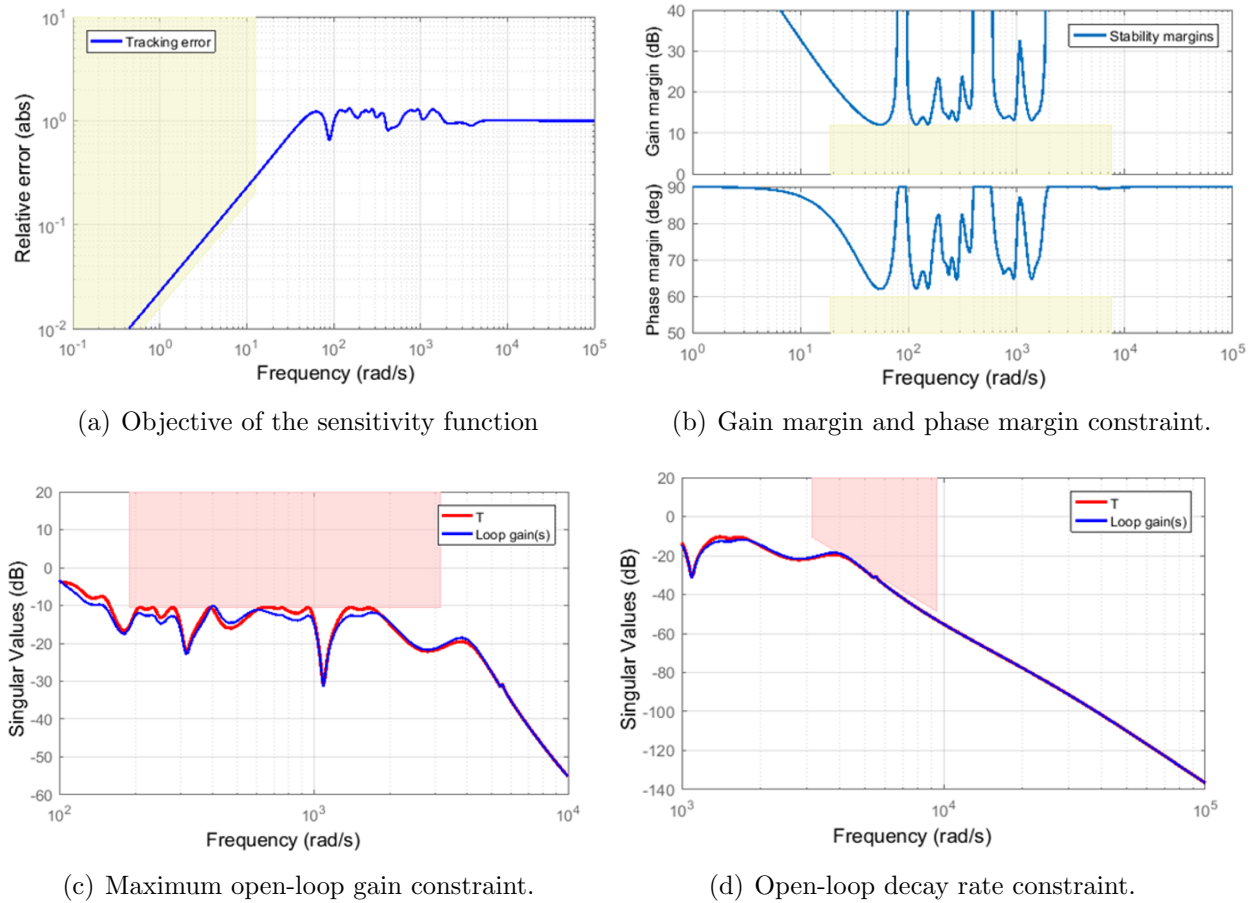 Relative error (abs)
10^1
10^0
10^-1
10^-2
Tracking error
10^-1 10^0 10^1 10^2 10^3 10^4 10^5
Frequency (rad/s)
(a) Objective of the sensitivity function
Gain margin (dB)
40
30
20
10
0
Stability margins
Phase margin (deg)
90
80
70
60
50
10^0 10^1 10^2 10^3 10^4 10^5
Frequency (rad/s)
(b) Gain margin and phase margin constraint.
Singular Values (dB)
20
10
0
-10
-20
-30
-40
-50
-60
T
Loop gain(s)
10^2 10^3 10^4
Frequency (rad/s)
(c) Maximum open-loop gain constraint.
Singular Values (dB)
20
0
-20
-40
-60
-80
-100
-120
-140
T
Loop gain(s)
10^3 10^4 10^5
Frequency (rad/s)
(d) Open-loop decay rate constraint.